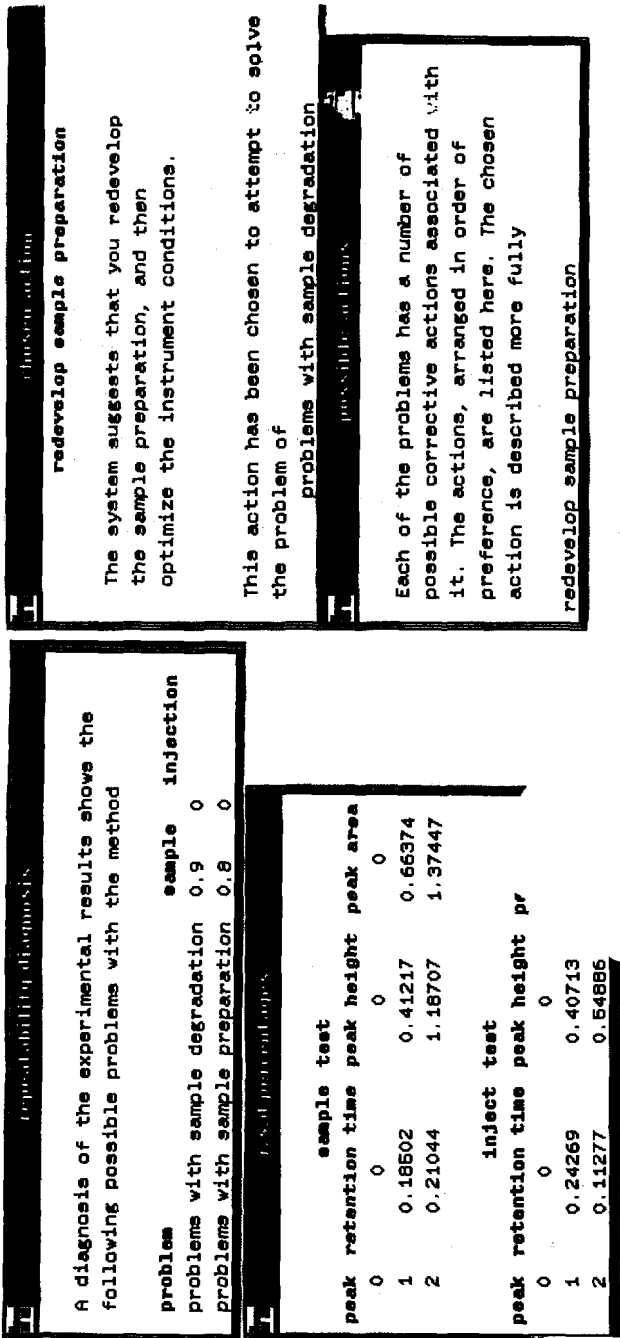 repeatability diagnosis
A diagnosis of the experimental results shows the
following possible problems with the method
problem sample injection
problems with sample degradation 0.9 0
problems with sample preparation 0.8 0
sample test
peak retention time peak height peak area
0 0 0 0
1 0.18502 0.41217 0.66374
2 0.21044 1.18707 1.37447
inject test
peak retention time peak height pr
0 0 0
1 0.24269 0.40713
2 0.11277 0.54886
chosen action
redevelop sample preparation
The system suggests that you redevelop
the sample preparation, and then
optimize the instrument conditions.
This action has been chosen to attempt to solve
the problem of
problems with sample degradation
possible actions
Each of the problems has a number of
possible corrective actions associated with
it. The actions, arranged in order of
preference, are listed here. The chosen
action is described more fully
redevelop sample preparation